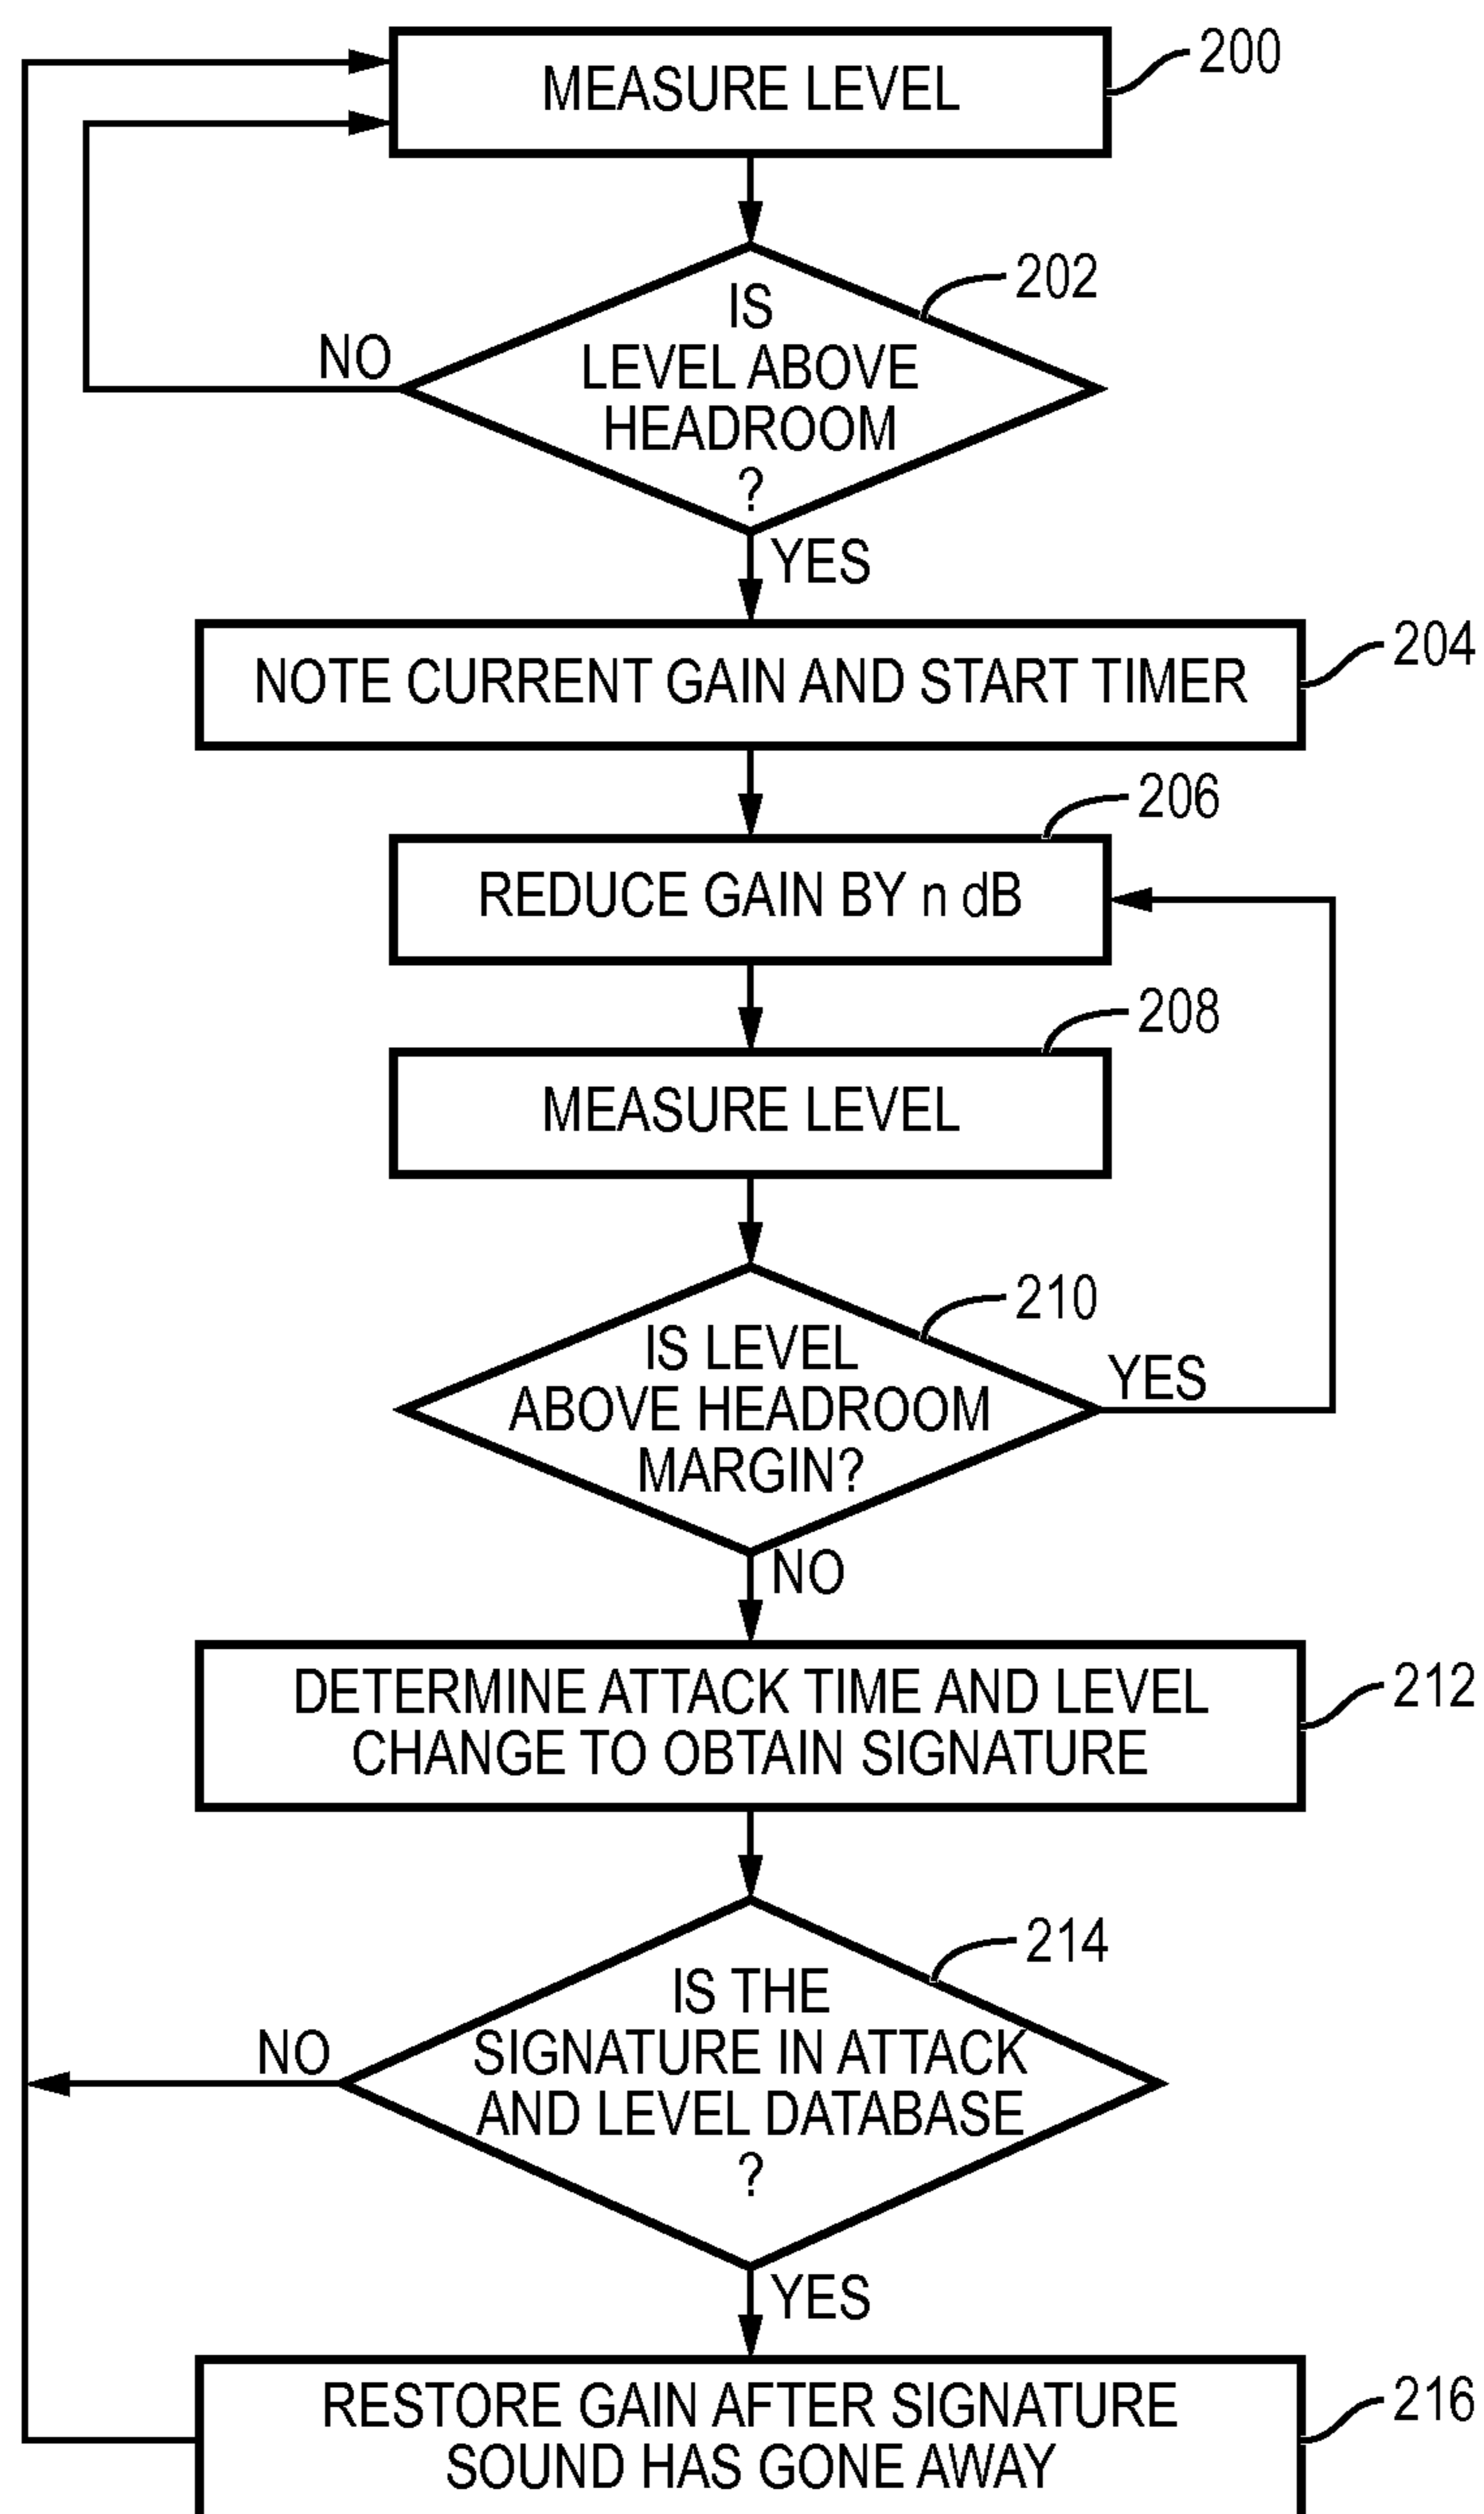 MEASURE LEVEL
200
IS
LEVEL ABOVE
HEADROOM
?
202
NO
YES
NOTE CURRENT GAIN AND START TIMER
204
206
REDUCE GAIN BY n dB
208
MEASURE LEVEL
210
IS LEVEL
ABOVE HEADROOM
MARGIN?
YES
NO
DETERMINE ATTACK TIME AND LEVEL
CHANGE TO OBTAIN SIGNATURE
212
214
IS THE
SIGNATURE IN ATTACK
AND LEVEL DATABASE
?
NO
YES
RESTORE GAIN AFTER SIGNATURE
SOUND HAS GONE AWAY
216